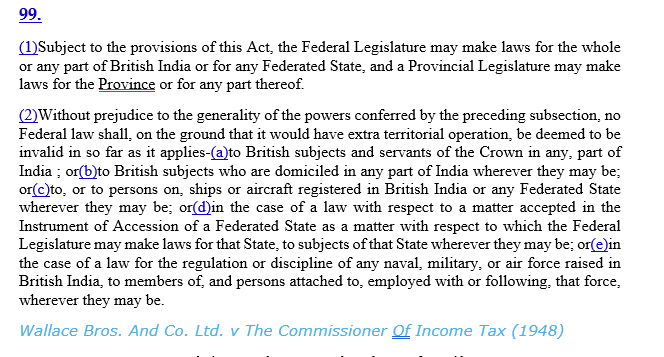 99.
(1)Subject to the provisions of this Act, the Federal Legislature may make laws for the whole
or any part of British India or for any Federated State, and a Provincial Legislature may make
laws for the Province or for any part thereof.
(2)Without prejudice to the generality of the powers conferred by the preceding subsection, no
Federal law shall, on the ground that it would have extra territorial operation, be deemed to be
invalid in so far as it applies-(a)to British subjects and servants of the Crown in any, part of
India ; or(b)to British subjects who are domiciled in any part of India wherever they may be;
or(c)to, or to persons on, ships or aircraft registered in British India or any Federated State
wherever they may be; or(d)in the case of a law with respect to a matter accepted in the
Instrument of Accession of a Federated State as a matter with respect to which the Federal
Legislature may make laws for that State, to subjects of that State wherever they may be; or(e)in
the case of a law for the regulation or discipline of any naval, military, or air force raised in
British India, to members of, and persons attached to, employed with or following, that force,
wherever they may be.
Wallace Bros. And Co. Ltd. v The Commissioner Of Income Tax (1948)